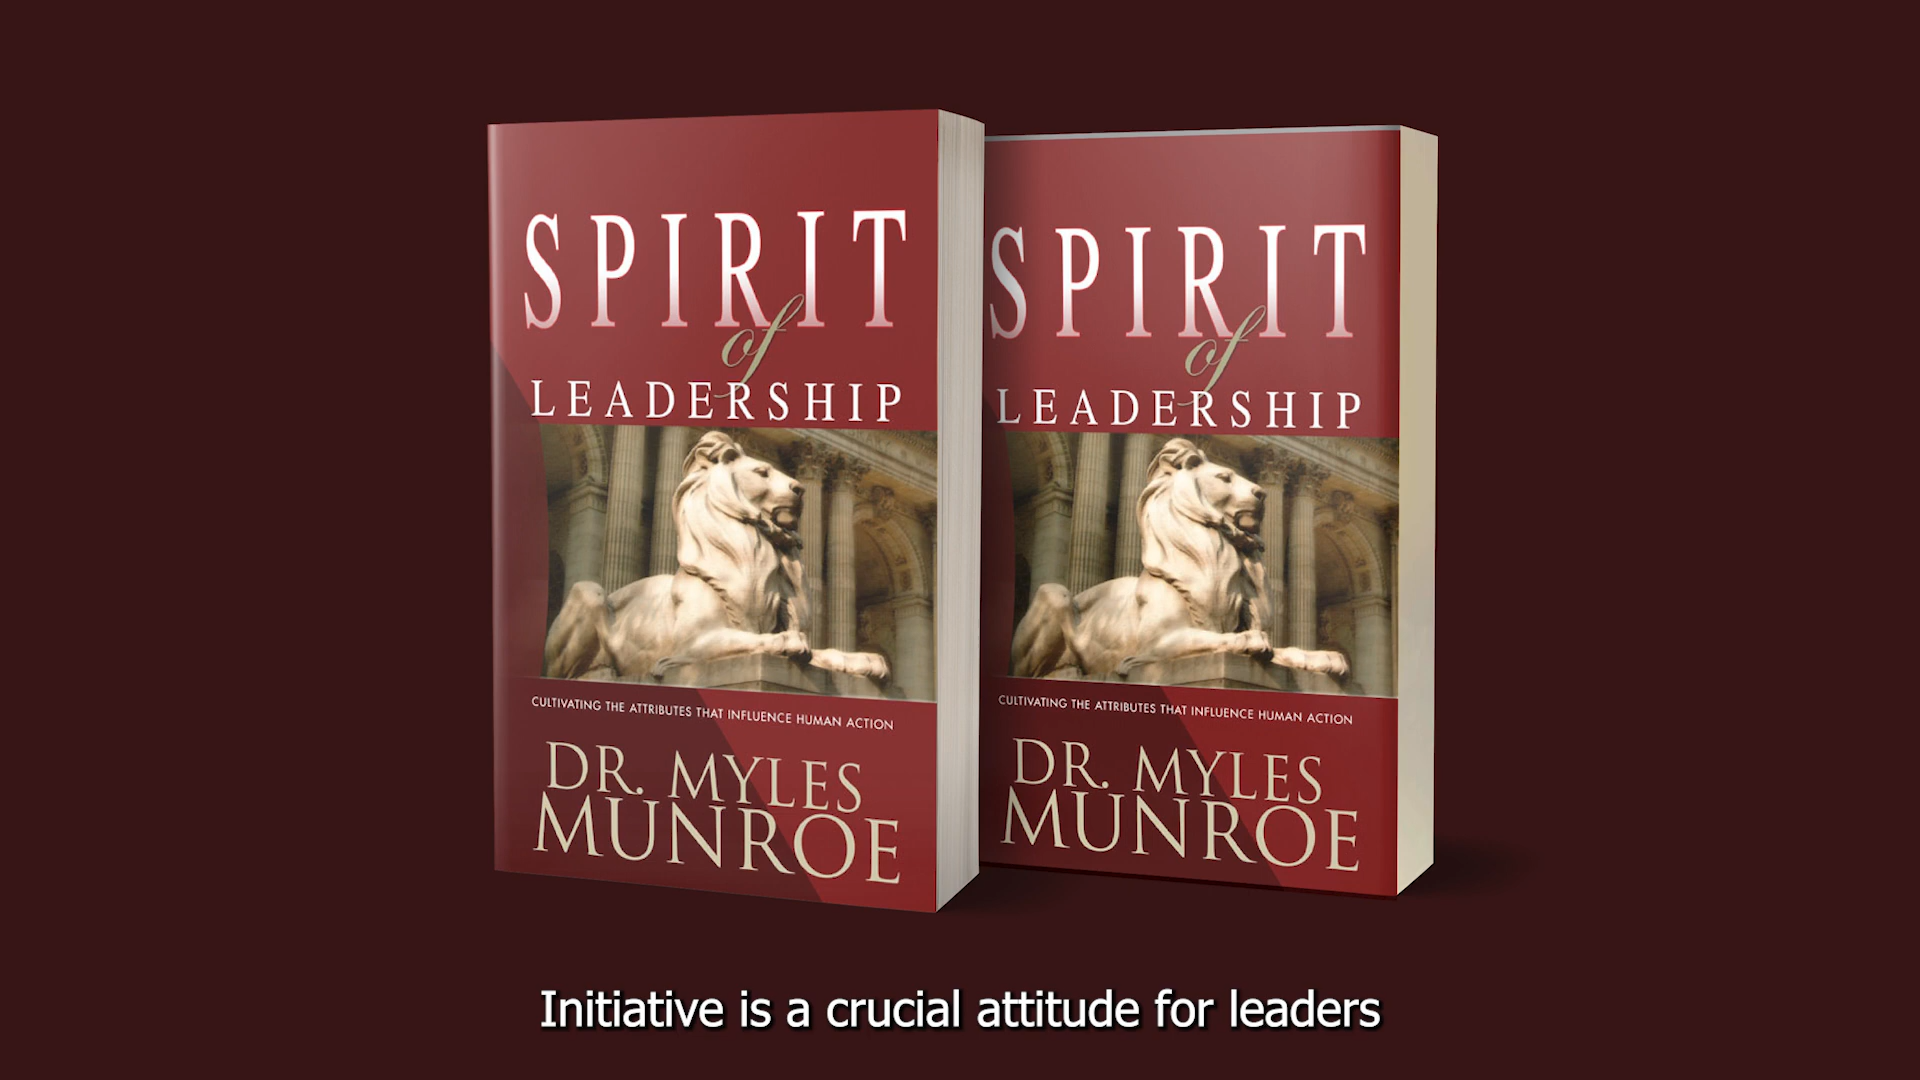 SPIRIT
of
LEADERSHIP
CULTIVATING THE ATTRIBUTES THAT INFLUENCE HUMAN ACTION
DR. MYLES
MUNROE
SPIRIT
of
LEADERSHIP
CULTIVATING THE ATTRIBUTES THAT INFLUENCE HUMAN ACTION
DR. MYLES
MUNROE
Initiative is a crucial attitude for leaders